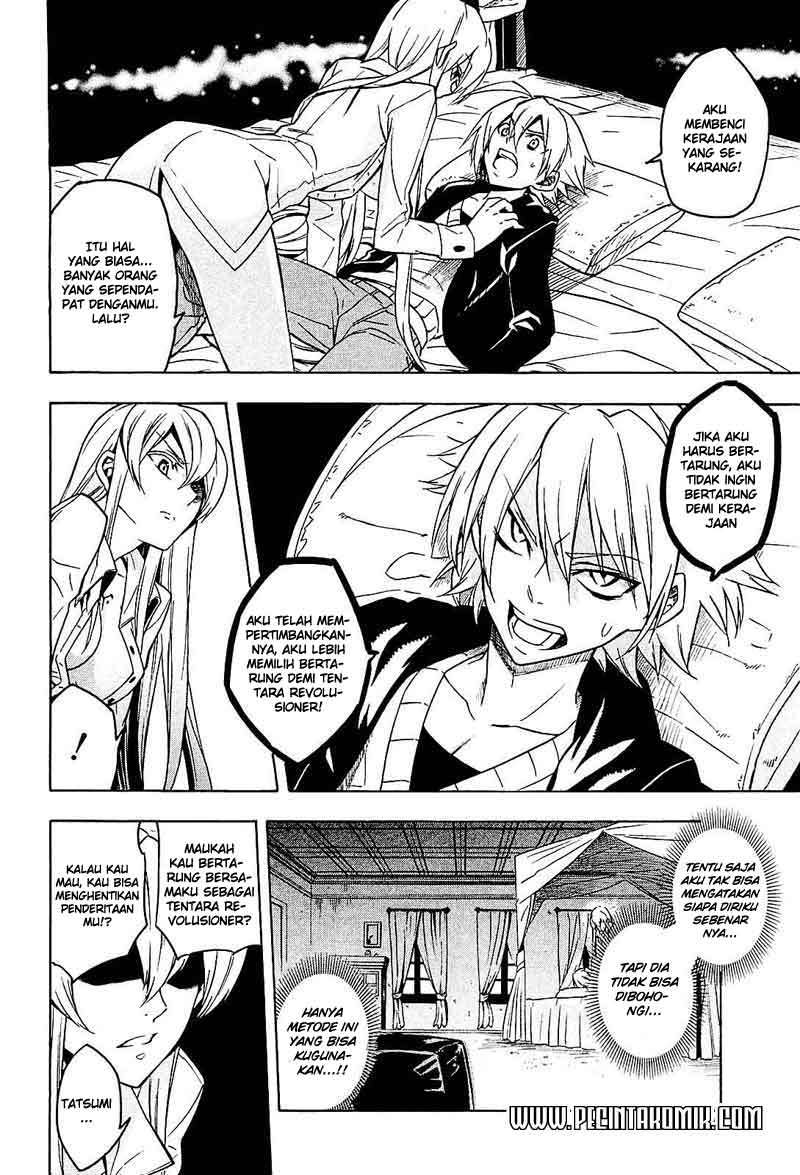 AKU
MEMBENCI
KERAJAAN
YANG SE-
KARANG!
ITU HAL
YANG BIASA...
BANYAK ORANG
YANG SEPENDA-
PAT DENGANMU.
LALU?
JIKA AKU
HARUS BER-
TARUNG, AKU
TIDAK INGIN
BERTARUNG
DEMI KERA-
JAAN
AKU TELAH MEM-
PERTIMBANGKAN-
NYA, AKU LEBIH
MEMILIH BERTA-
RUNG DEMI TEN-
TARA REVOLU-
SIONER!
!
TENTU SAJA
AKU TAK BISA
MENGATAKAN
SIAPA DIRIKU
SEBENAR
NYA...
TAPI DIA
TIDAK BISA
DIBOHO-
NGI...
HANYA
METODE INI
YANG BISA
KUGUNA-
KAN...!!
MAUKAH
KAU BERTA-
RUNG BERSA-
MAKU SEBAGAI
TENTARA RE-
VOLUSIONER?
KALAU KAU
MAU, KAU BISA
MENGHENTIKAN
PENDERITAAN
MU!?
TATSUMI
...
WWW.PECINTAKOMIK.COM